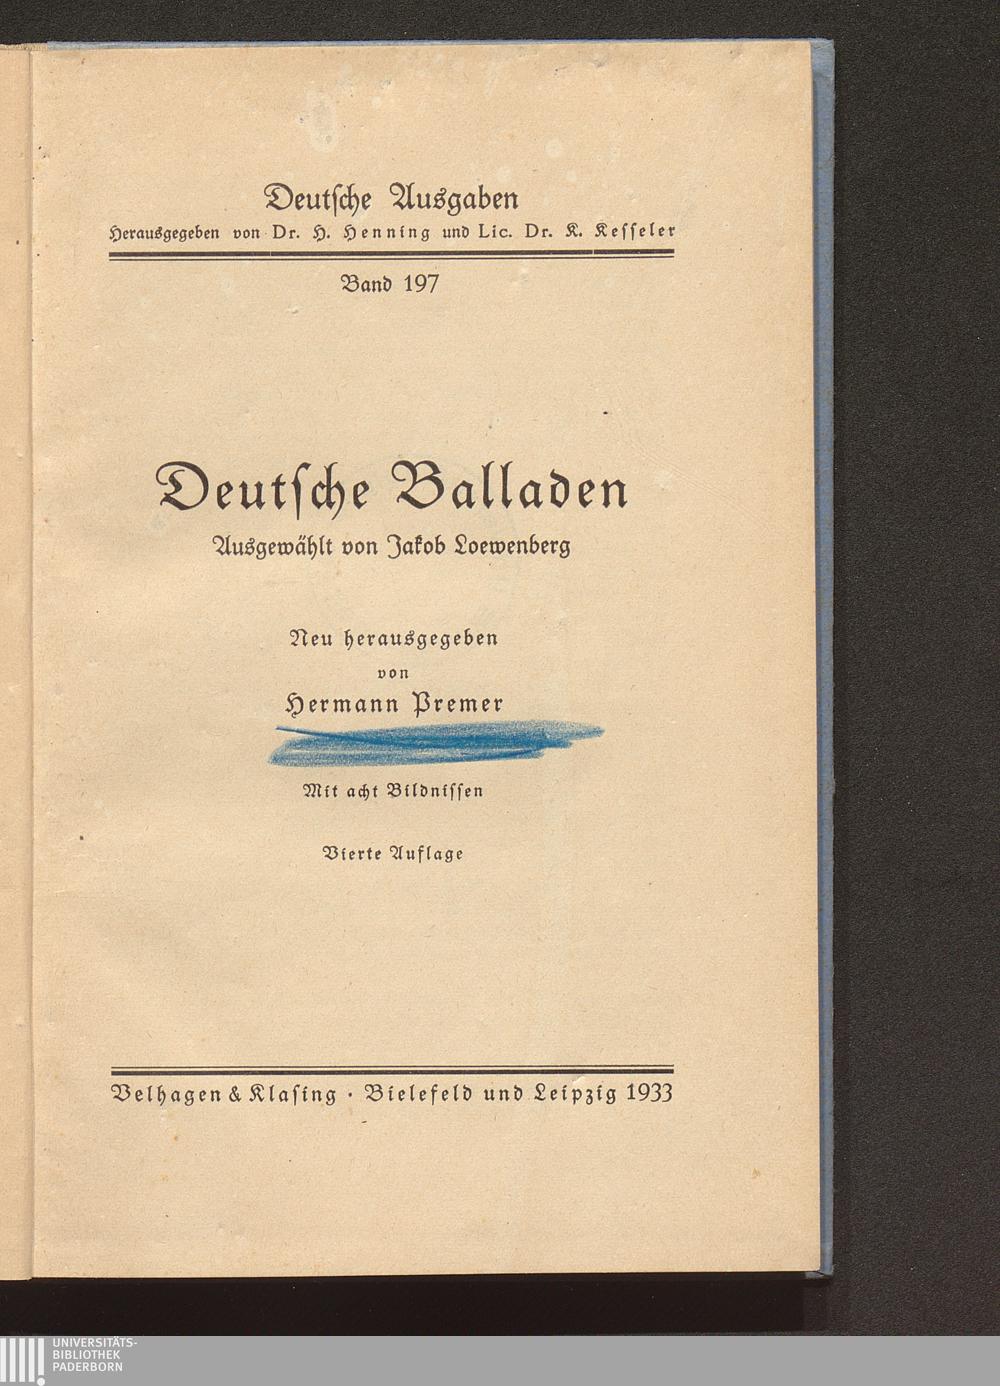 Deutsche Ausgaben
Herausgegeben von Dr. H. Henning und Lic. Dr. K. Kesseler
Band 197
Deutsche Balladen
Ausgewählt von Jakob Loewenberg
Neu herausgegeben
von
Hermann Premer
Mit acht Bildnissen
Vierte Auflage
Velhagen & Klasing · Bielefeld und Leipzig 1933
UNIVERSITÄTS-
BIBLIOTHEK
PADERBORN